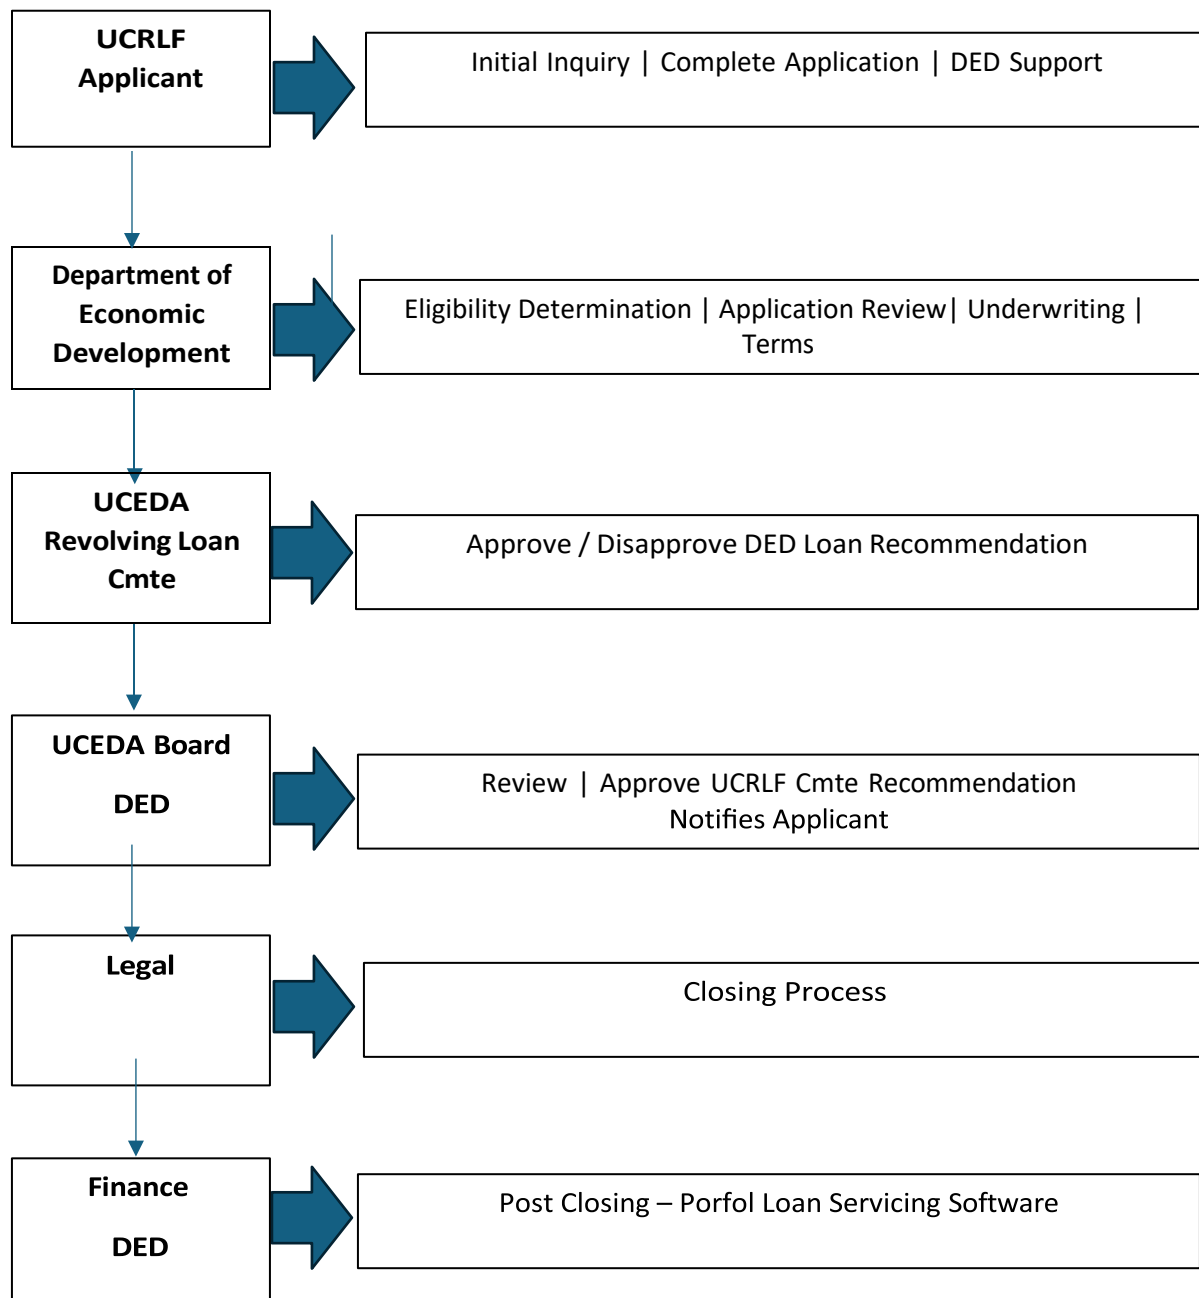 UCRLF
Applicant
Initial Inquiry | Complete Application | DED Support
Department of
Economic
Development
Eligibility Determination | Application Review| Underwriting |
Terms
UCEDA
Revolving Loan
Cmte
Approve / Disapprove DED Loan Recommendation
UCEDA Board
DED
Review | Approve UCRLF Cmte Recommendation
Notifies Applicant
Legal
Closing Process
Finance
DED
Post Closing – Porfol Loan Servicing Software